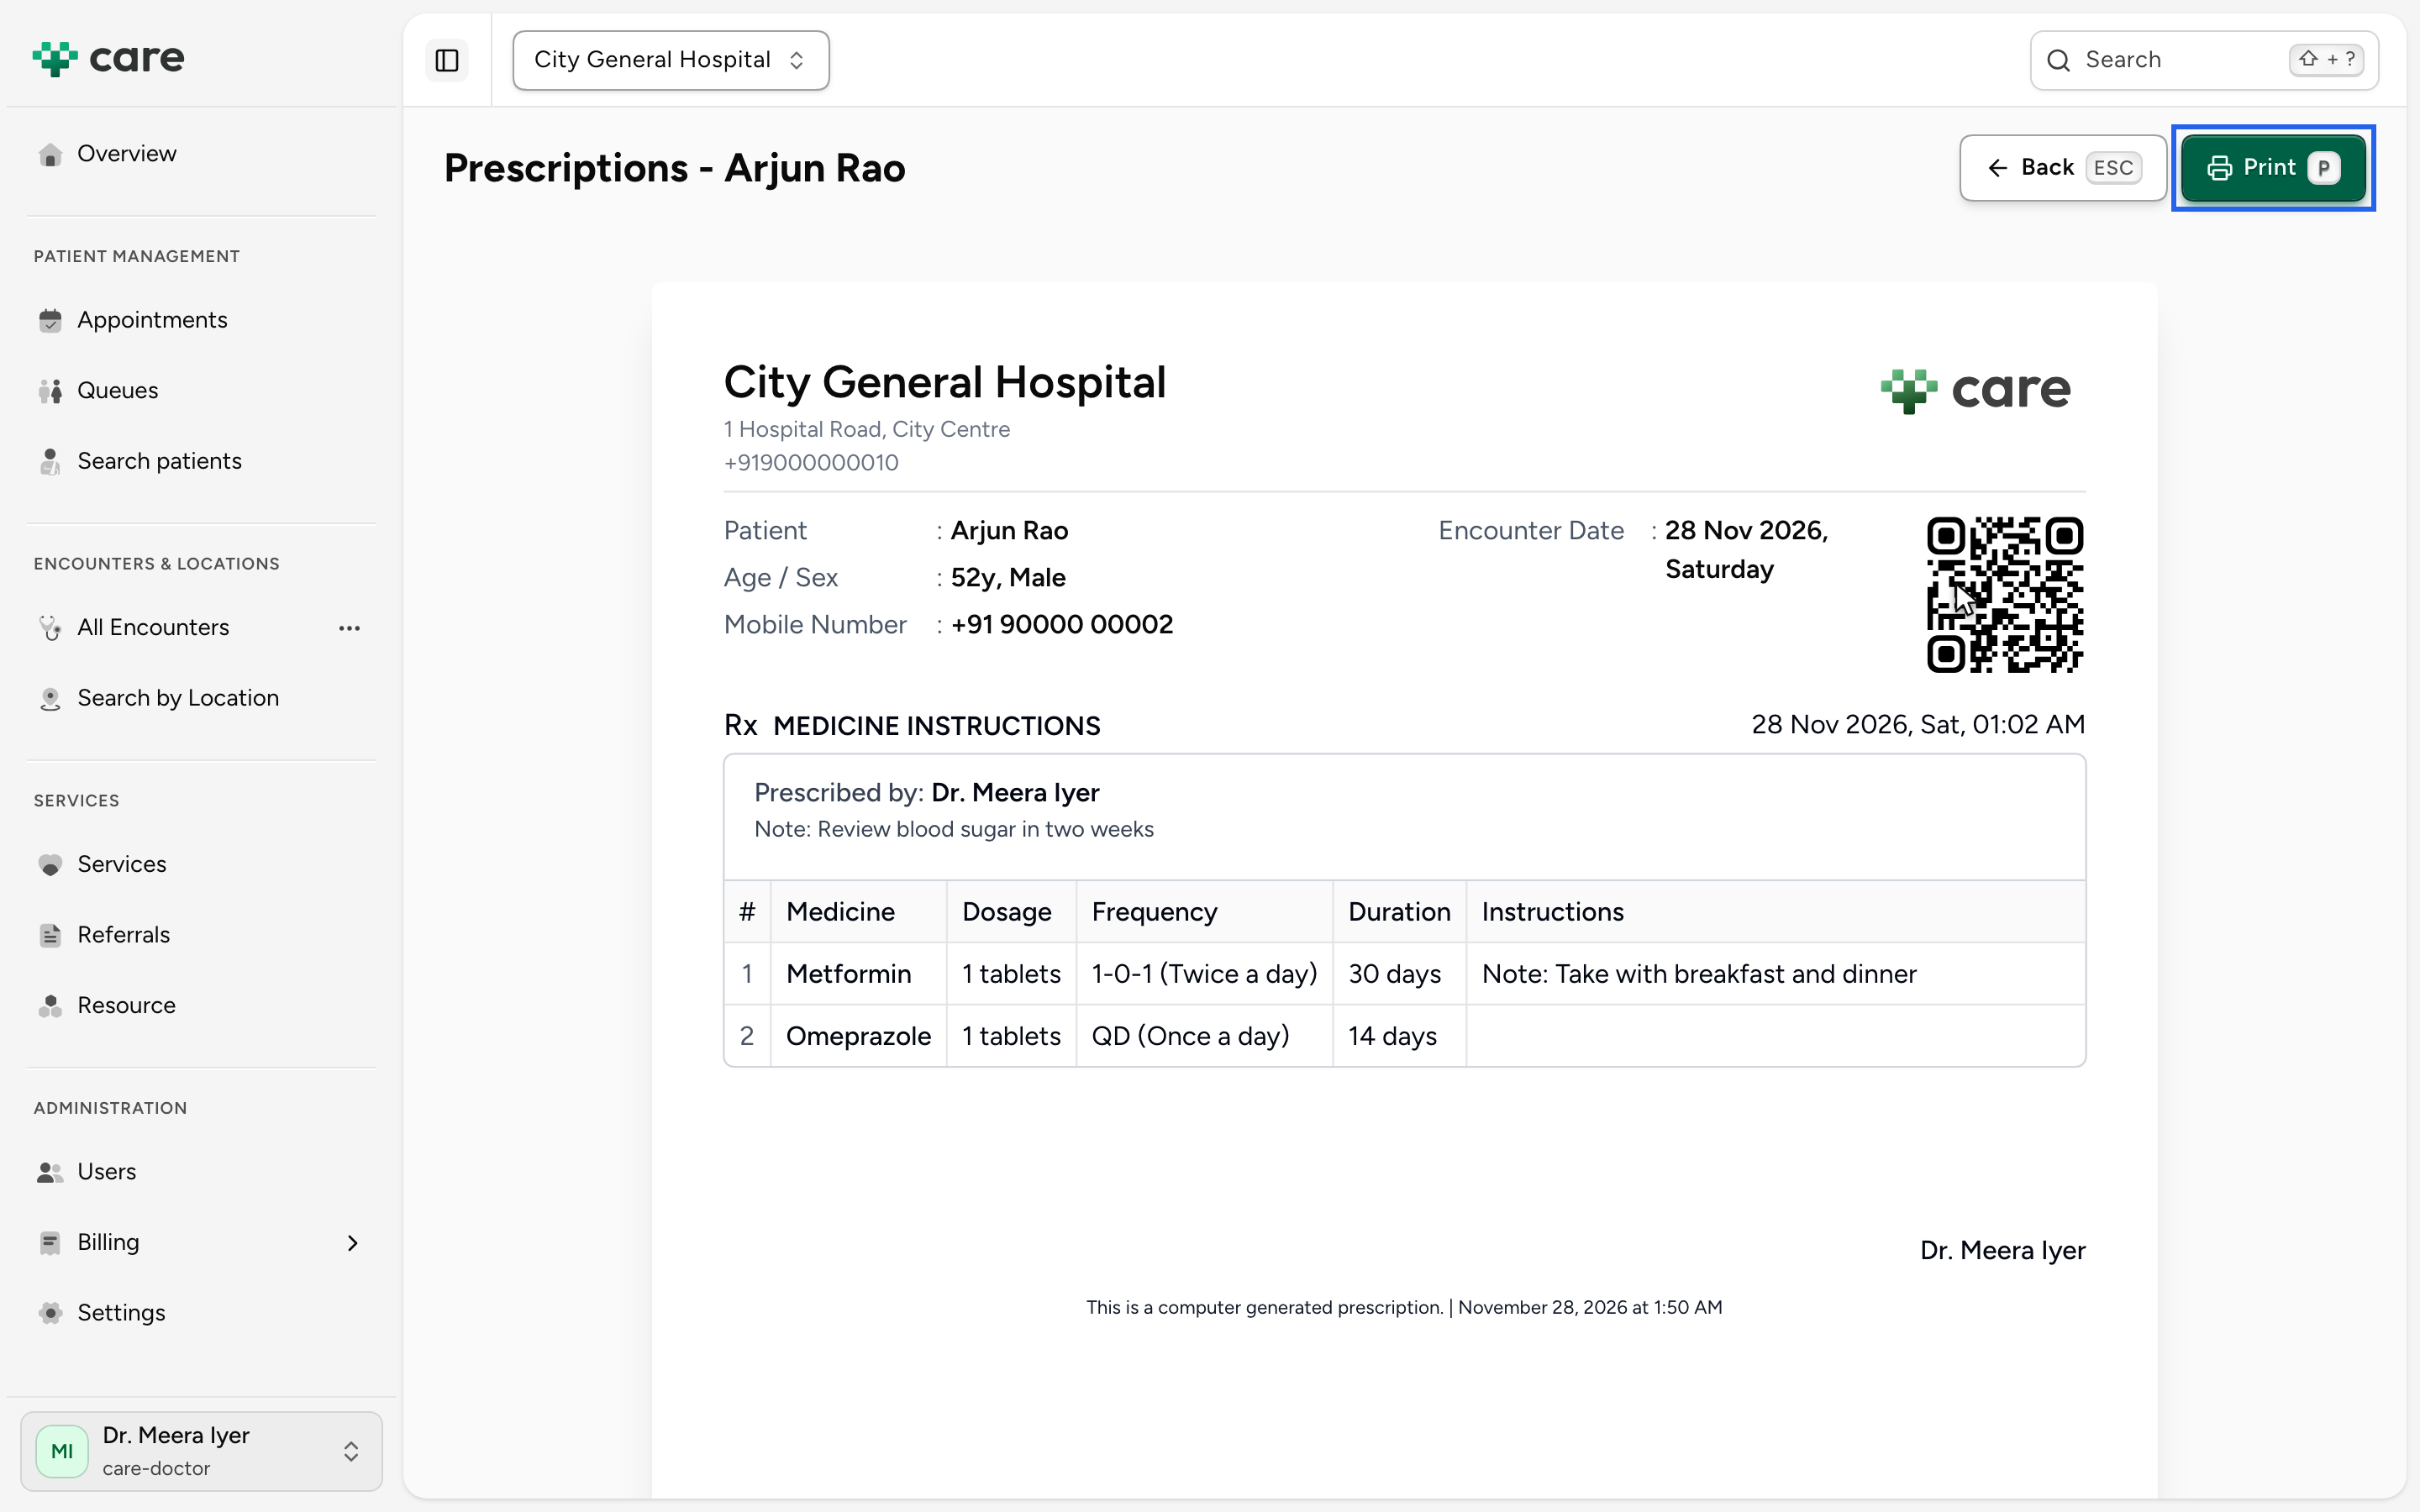 care
City General Hospital
Search
⇧ + ?
Overview
PATIENT MANAGEMENT
Appointments
Queues
Search patients
ENCOUNTERS & LOCATIONS
All Encounters
Search by Location
SERVICES
Services
Referrals
Resource
ADMINISTRATION
Users
Billing
Settings
MI
Dr. Meera Iyer
care-doctor
Prescriptions - Arjun Rao
Back ESC
Print P
City General Hospital
care
1 Hospital Road, City Centre
+919000000010
Patient : Arjun Rao
Encounter Date : 28 Nov 2026,
Saturday
Age / Sex : 52y, Male
Mobile Number : +91 90000 00002
Rx MEDICINE INSTRUCTIONS
28 Nov 2026, Sat, 01:02 AM
Prescribed by: Dr. Meera Iyer
Note: Review blood sugar in two weeks
# Medicine Dosage Frequency Duration Instructions
1 Metformin 1 tablets 1-0-1 (Twice a day) 30 days Note: Take with breakfast and dinner
2 Omeprazole 1 tablets QD (Once a day) 14 days
Dr. Meera Iyer
This is a computer generated prescription. | November 28, 2026 at 1:50 AM